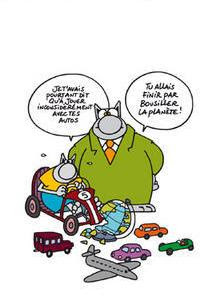 JE T'AVAIS
POURTANT DIT
QU'À JOUER
INCONSIDÉRÉMENT
AVEC TES
AUTOS
TU ALLAIS
FINIR PAR
BOUSILLER
LA PLANÈTE!